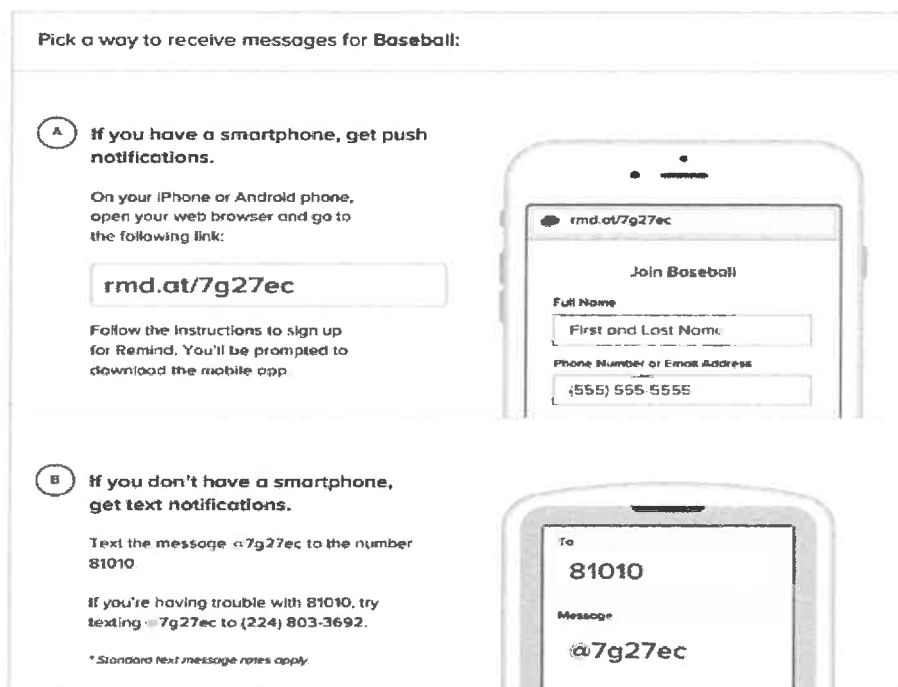 Pick a way to receive messages for Baseball:
A
If you have a smartphone, get push
notifications.
On your iPhone or Android phone,
open your web browser and go to
the following link:
rmd.at/7g27ec
Follow the instructions to sign up
for Remind. You'll be prompted to
download the mobile app
rmd.at/7g27ec
Join Baseball
Full Name
First and Last Name
Phone Number or Email Address
(555) 555-5555
B
If you don't have a smartphone,
get text notifications.
Text the message @7g27ec to the number
81010
If you're having trouble with 81010, try
texting @7g27ec to (224) 803-3692.
* Standard text message rates apply
To
81010
Message
@7g27ec